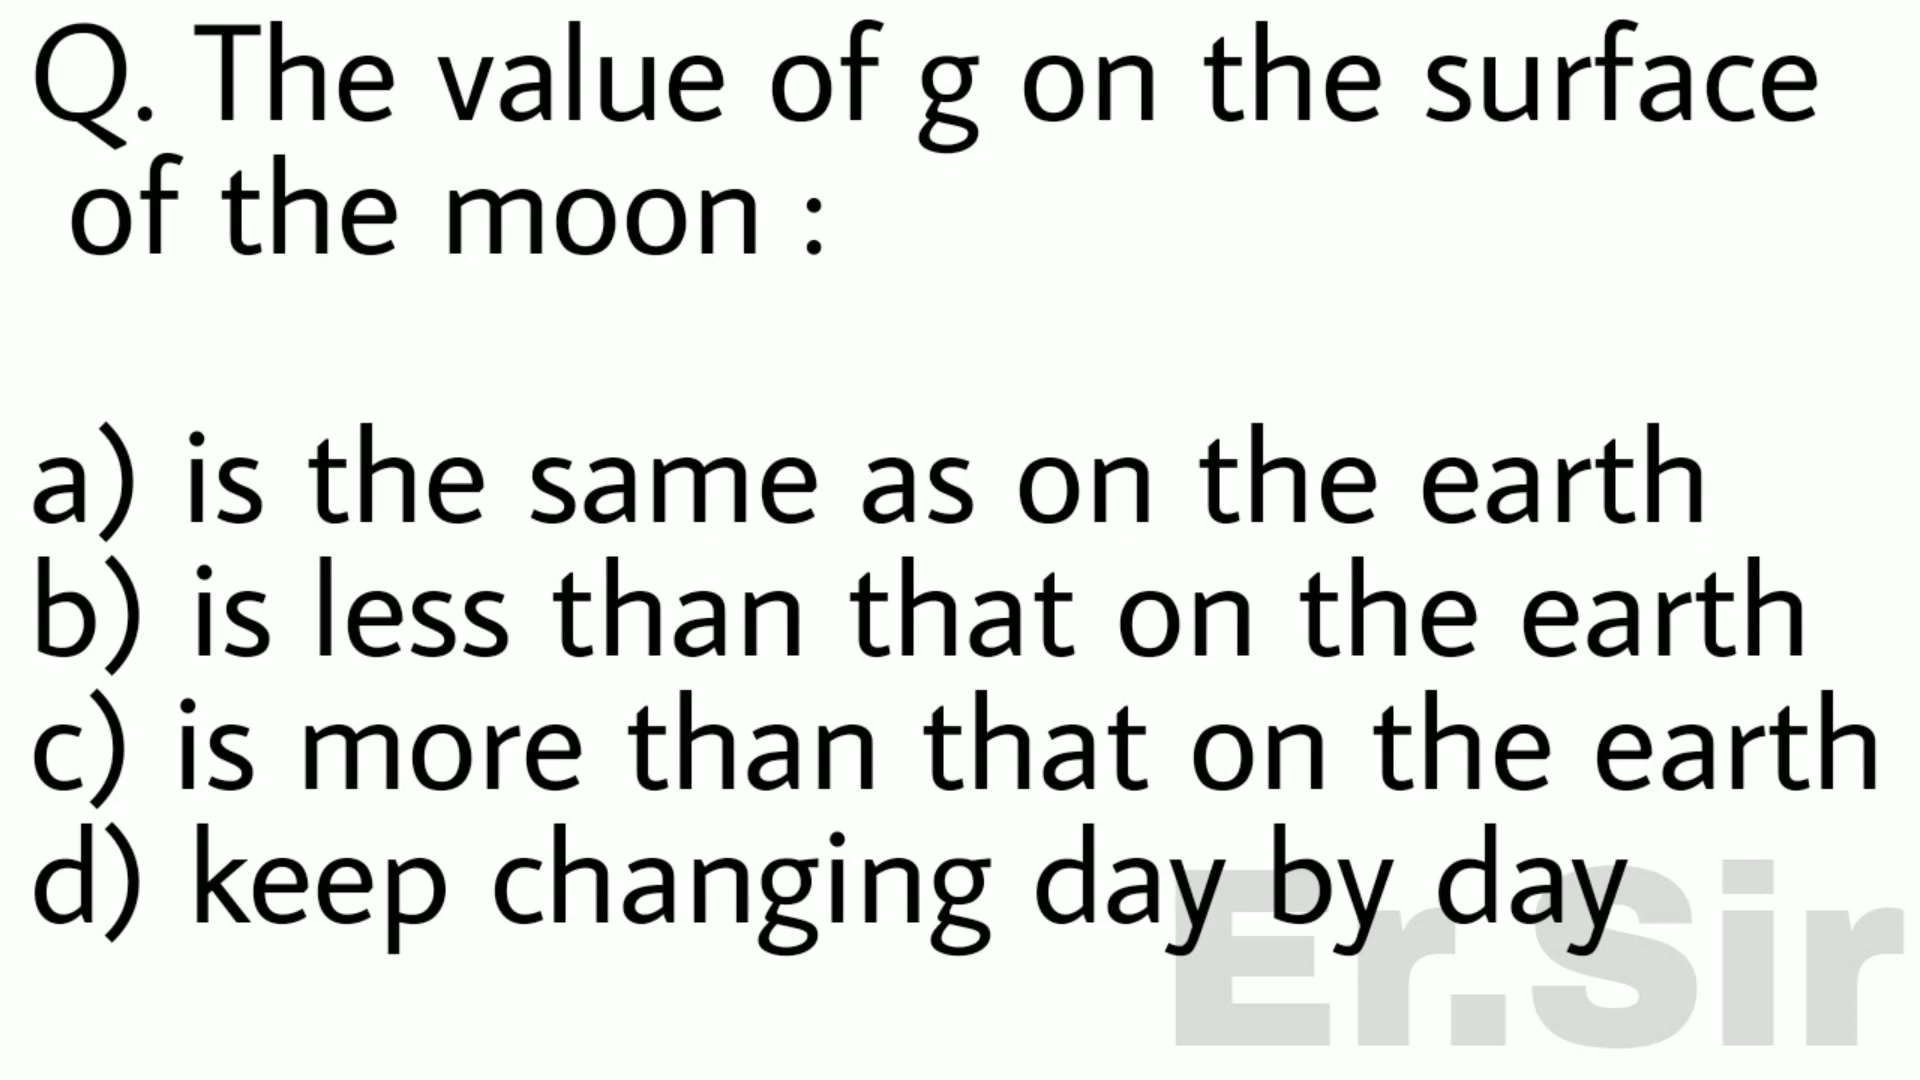 Q. The value of g on the surface
of the moon :
a) is the same as on the earth
b) is less than that on the earth
c) is more than that on the earth
d) keep changing day by day
Er.Sir